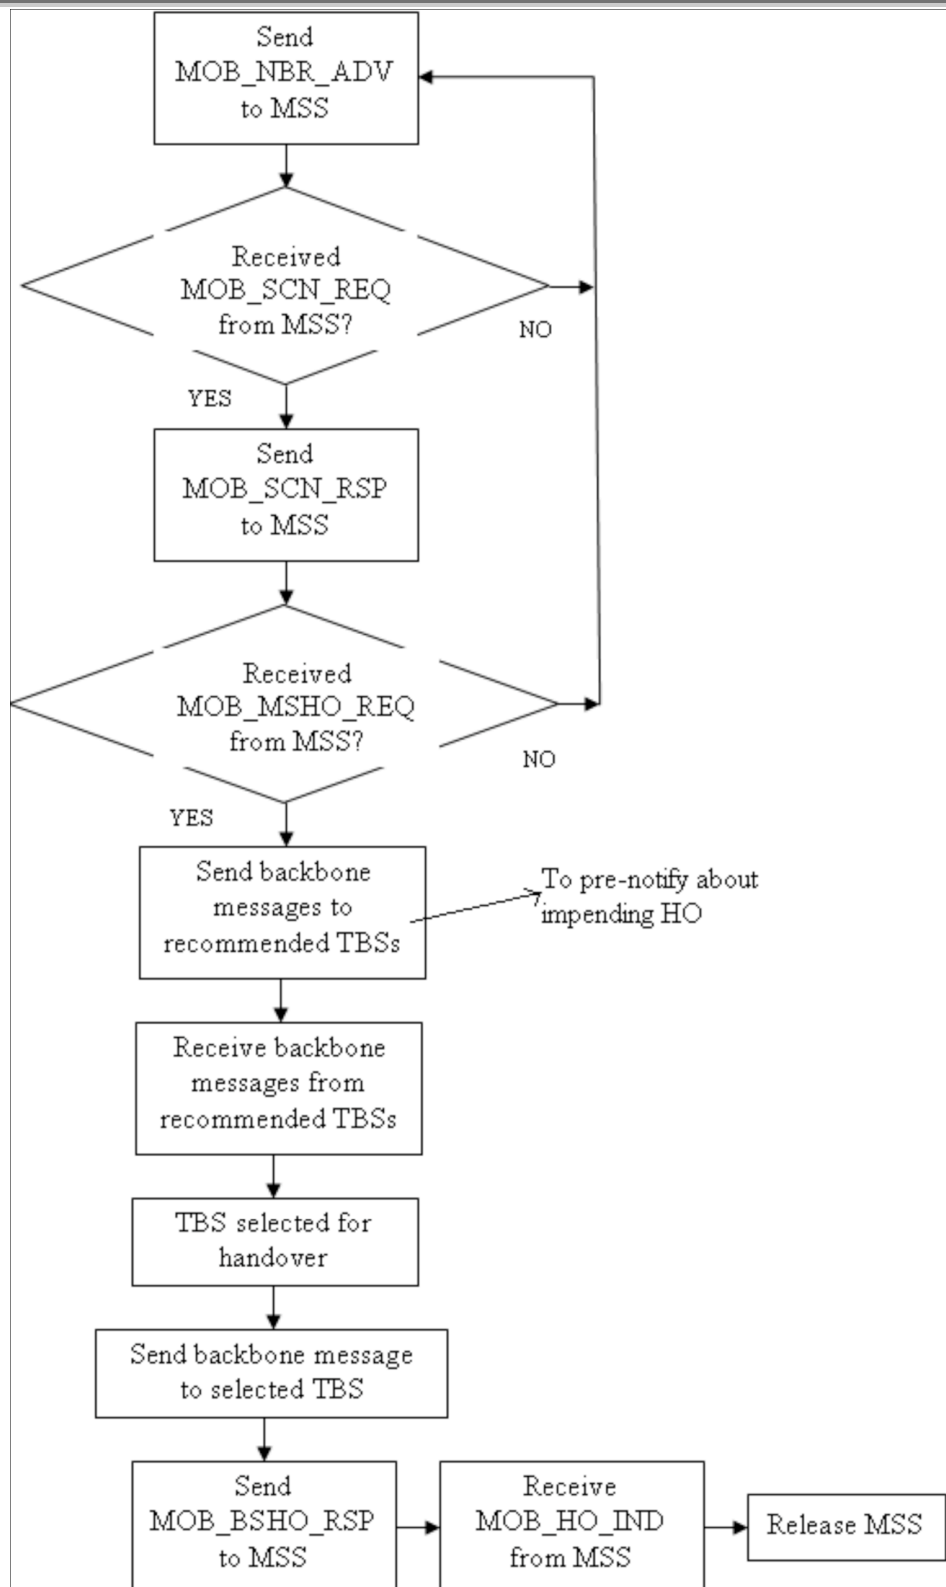 Send
MOB_NBR_ADV
to MSS
Received
MOB_SCN_REQ
from MSS?
NO
YES
Send
MOB_SCN_RSP
to MSS
Received
MOB_MSHO_REQ
from MSS?
NO
YES
Send backbone
messages to
recommended TBSs
To pre-notify about
impending HO
Receive backbone
messages from
recommended TBSs
TBS selected for
handover
Send backbone message
to selected TBS
Send
MOB_BSHO_RSP
to MSS
Receive
MOB_HO_IND
from MSS
Release MSS